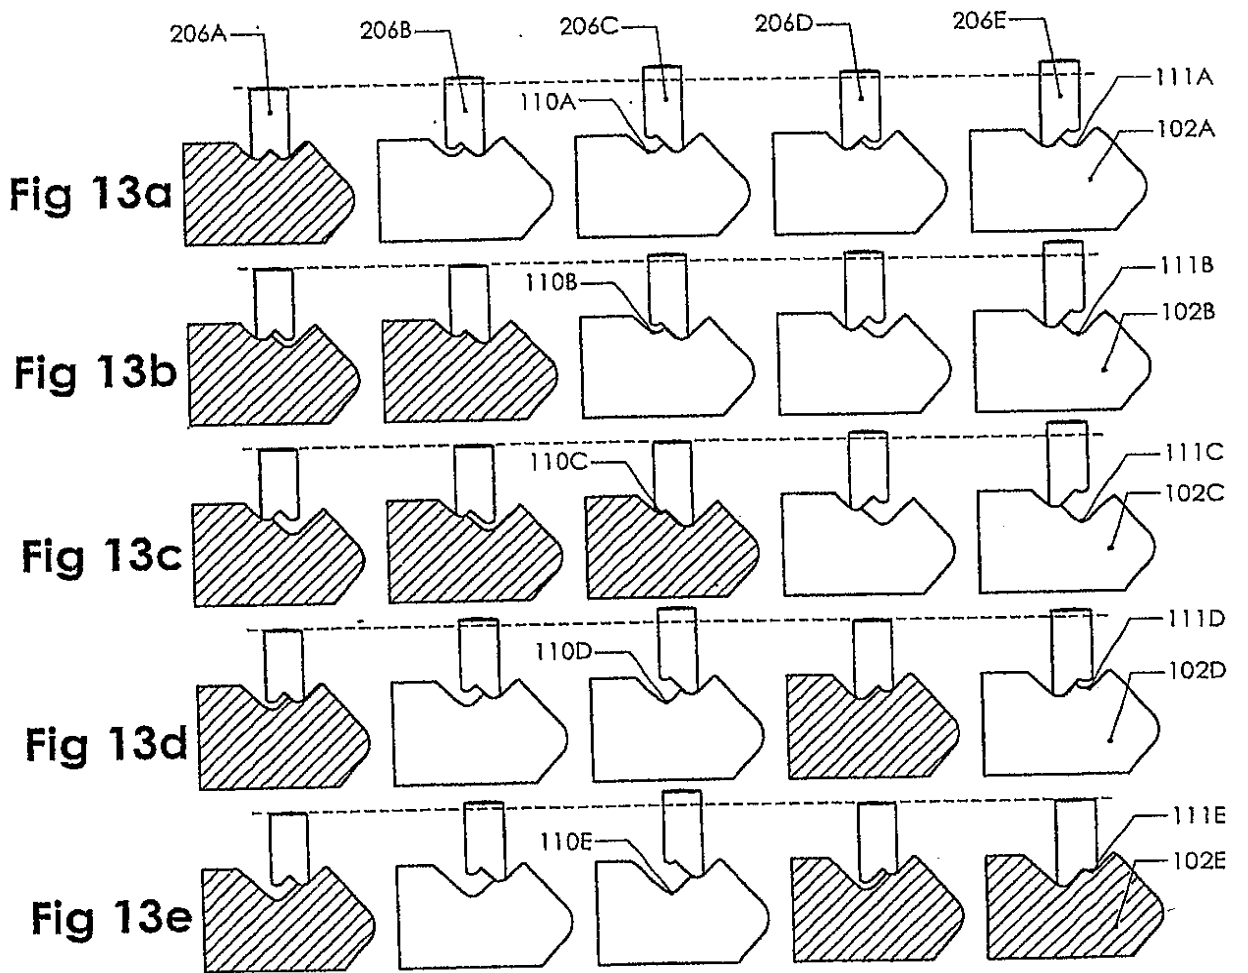 206A 206B 206C 206D 206E
110A 111A
102A
Fig 13a
110B 111B
102B
Fig 13b
110C 111C
102C
Fig 13c
110D 111D
102D
Fig 13d
110E 111E
102E
Fig 13e